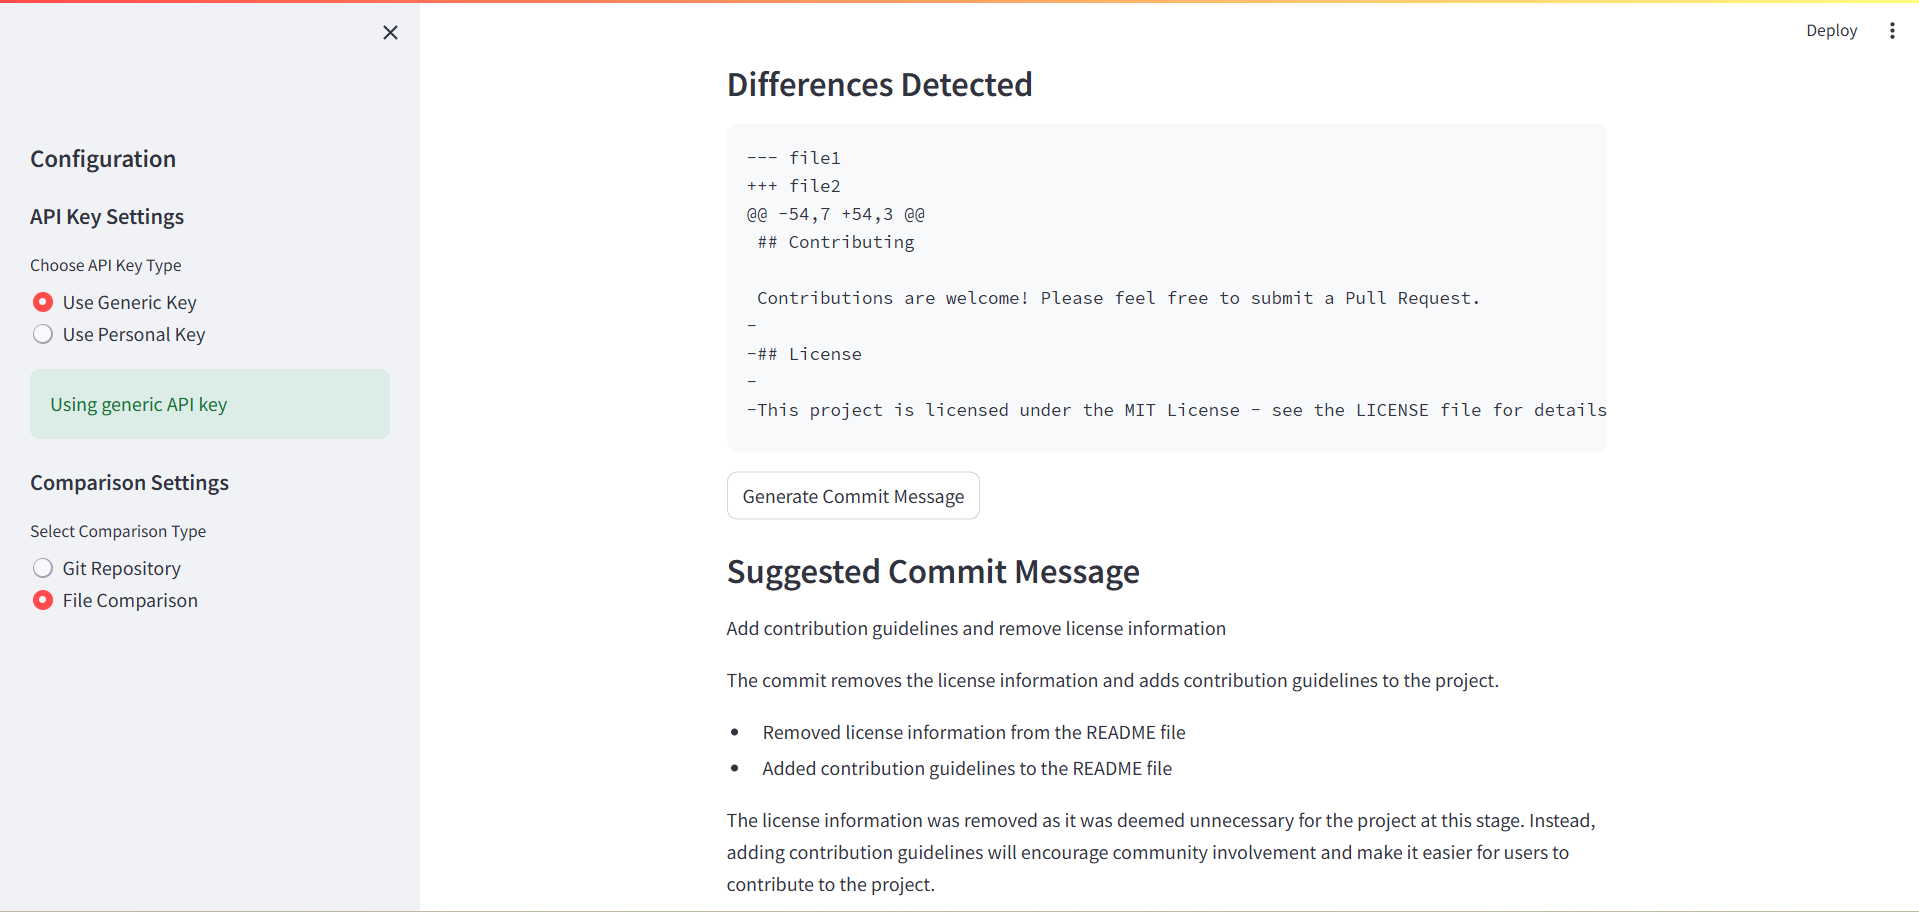 Deploy
Configuration
API Key Settings
Choose API Key Type
Use Generic Key
Use Personal Key
Using generic API key
Comparison Settings
Select Comparison Type
Git Repository
File Comparison
Differences Detected
--- file1
+++ file2
@@ -54,7 +54,3 @@
## Contributing
Contributions are welcome! Please feel free to submit a Pull Request.
-
-## License
-
-This project is licensed under the MIT License - see the LICENSE file for details
Generate Commit Message
Suggested Commit Message
Add contribution guidelines and remove license information
The commit removes the license information and adds contribution guidelines to the project.
• Removed license information from the README file
• Added contribution guidelines to the README file
The license information was removed as it was deemed unnecessary for the project at this stage. Instead,
adding contribution guidelines will encourage community involvement and make it easier for users to
contribute to the project.